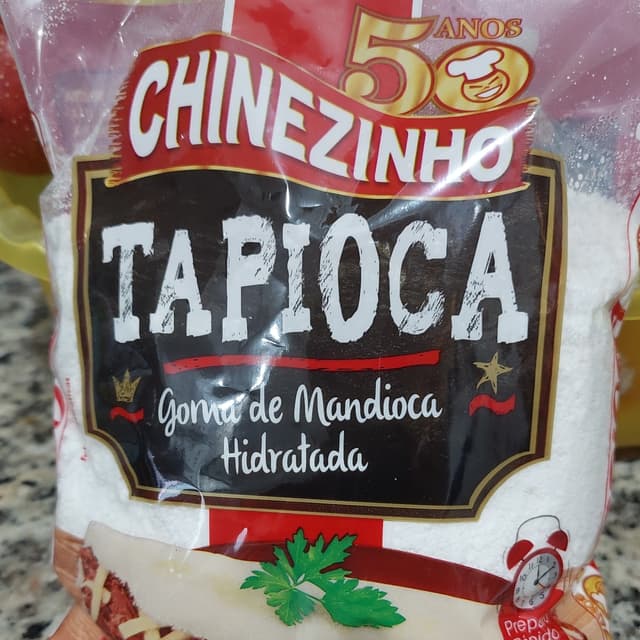 50 ANOS
CHINEZINHO
TAPIOCA
Goma de Mandioca
Hidratada